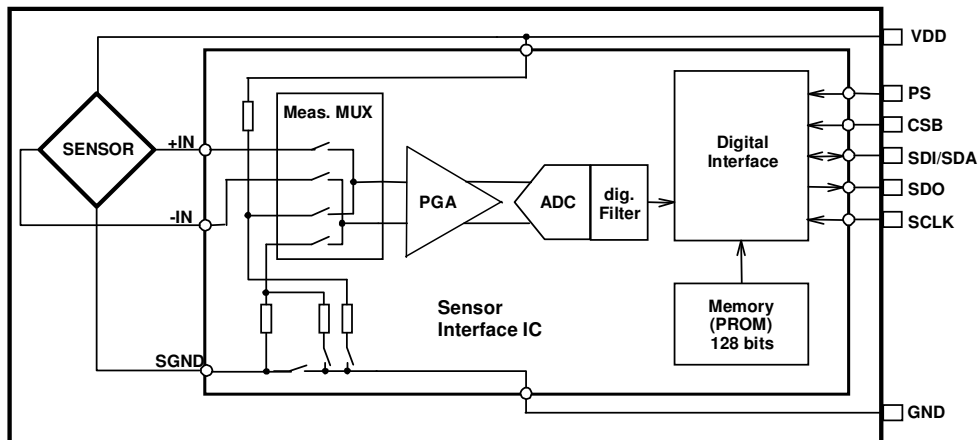 VDD
PS
Meas. MUX
CSB
+IN
SENSOR
Digital
Interface
SDI/SDA
-IN
PGA
ADC
dig.
Filter
SDO
SCLK
Sensor
Interface IC
Memory
(PROM)
128 bits
SGND
GND